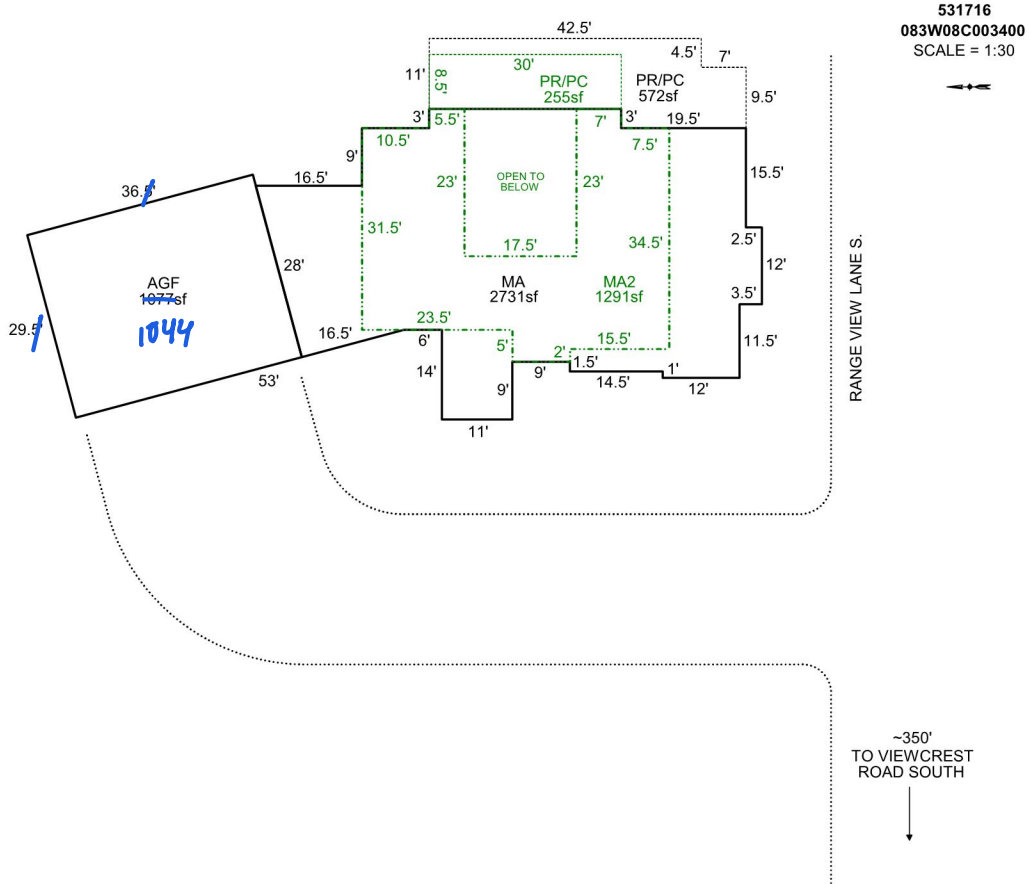 531716
083W08C003400
SCALE = 1:30
42.5'
4.5'
7'
11'
8.5'
30'
PR/PC
255sf
PR/PC
572sf
9.5'
3'
5.5'
7'
3'
19.5'
10.5'
7.5'
9'
16.5'
15.5'
36.5'
23'
OPEN TO
BELOW
23'
31.5'
34.5'
17.5'
2.5'
12'
28'
AGF
1077sf
1044
MA
2731sf
MA2
1291sf
3.5'
29.5'
23.5'
16.5'
6'
5'
15.5'
11.5'
2'
1.5'
1'
14'
9'
9'
14.5'
12'
53'
11'
RANGE VIEW LANE S.
~350'
TO VIEWCREST
ROAD SOUTH